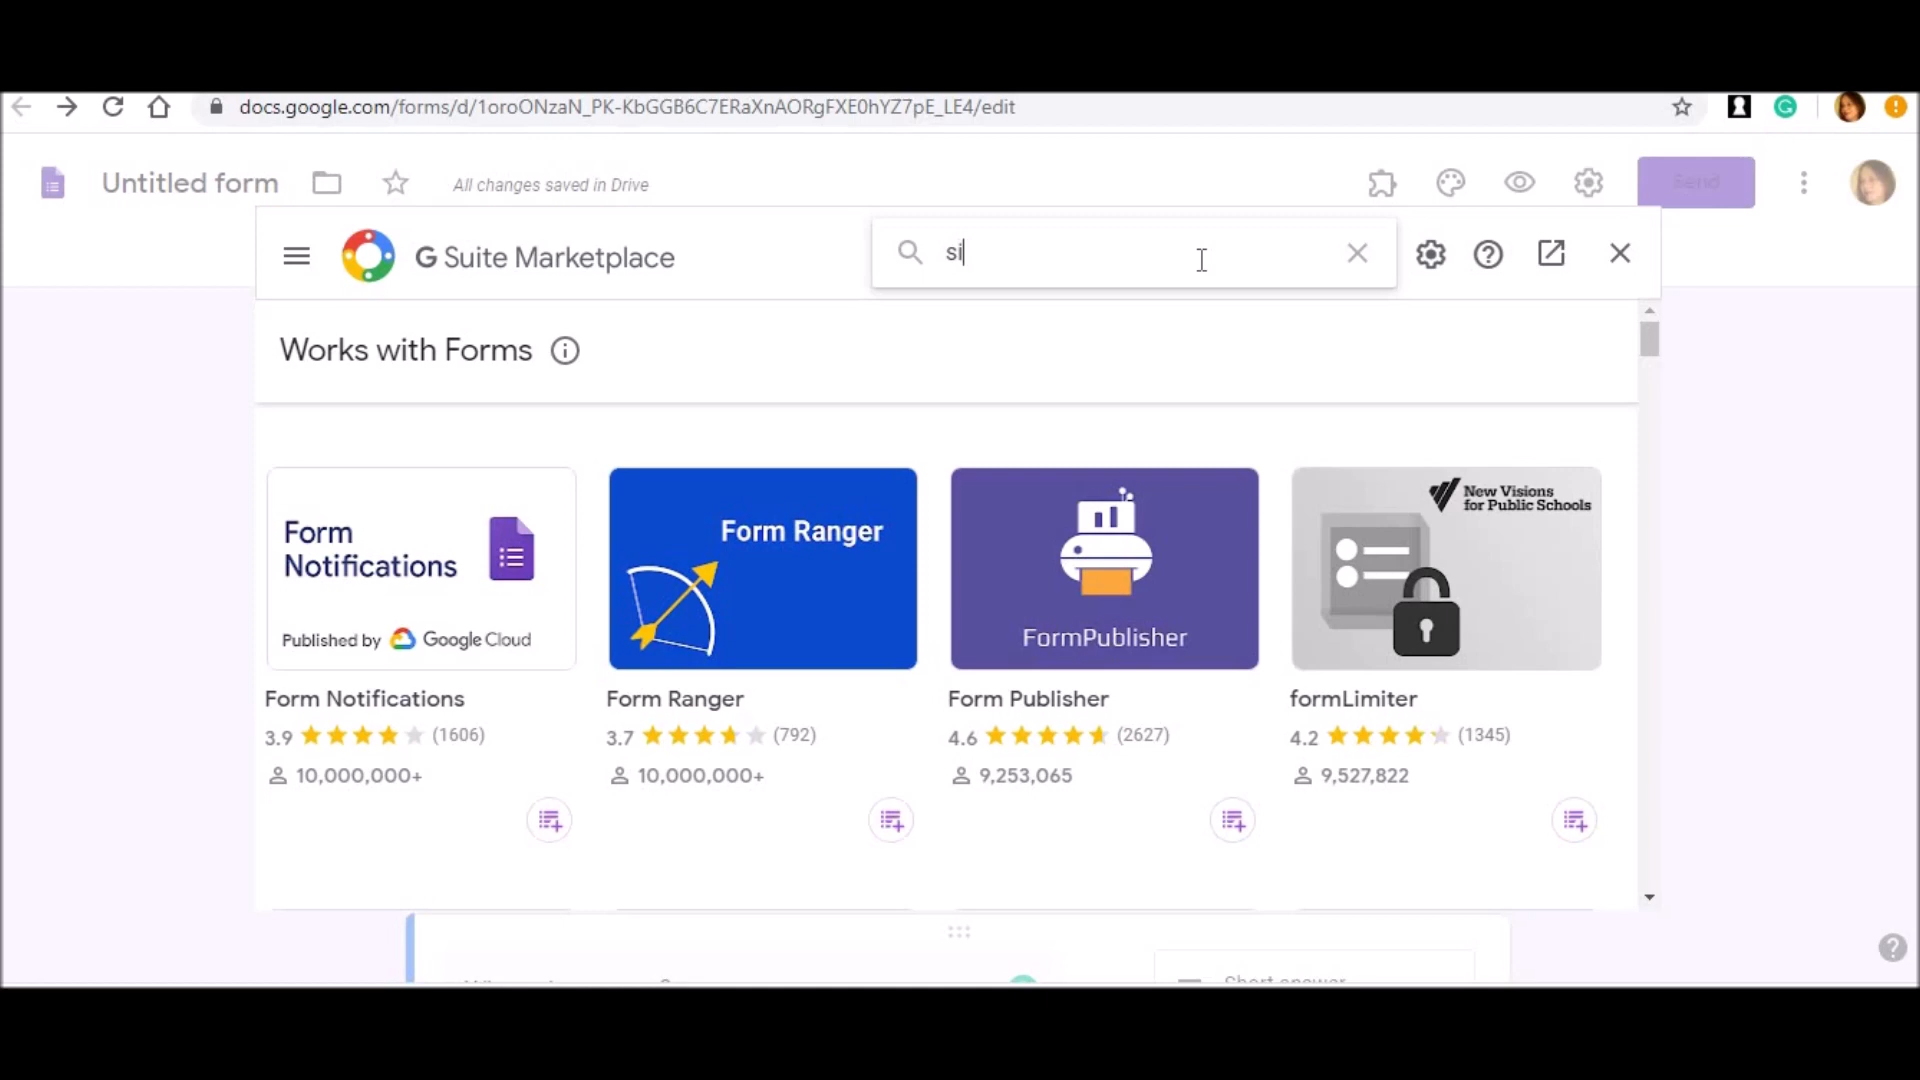 docs.google.com/forms/d/1oroONzaN_PK-KbGGB6C7ERaXnAORgFXE0hYZ7pE_LE4/edit
Untitled form
All changes saved in Drive
Send
G Suite Marketplace
si
Works with Forms
Form
Notifications
Published by Google Cloud
Form Ranger
FormPublisher
New Visions
for Public Schools
Form Notifications
Form Ranger
Form Publisher
formLimiter
3.9 (1606)
3.7 (792)
4.6 (2627)
4.2 (1345)
10,000,000+
10,000,000+
9,253,065
9,527,822
Short answer